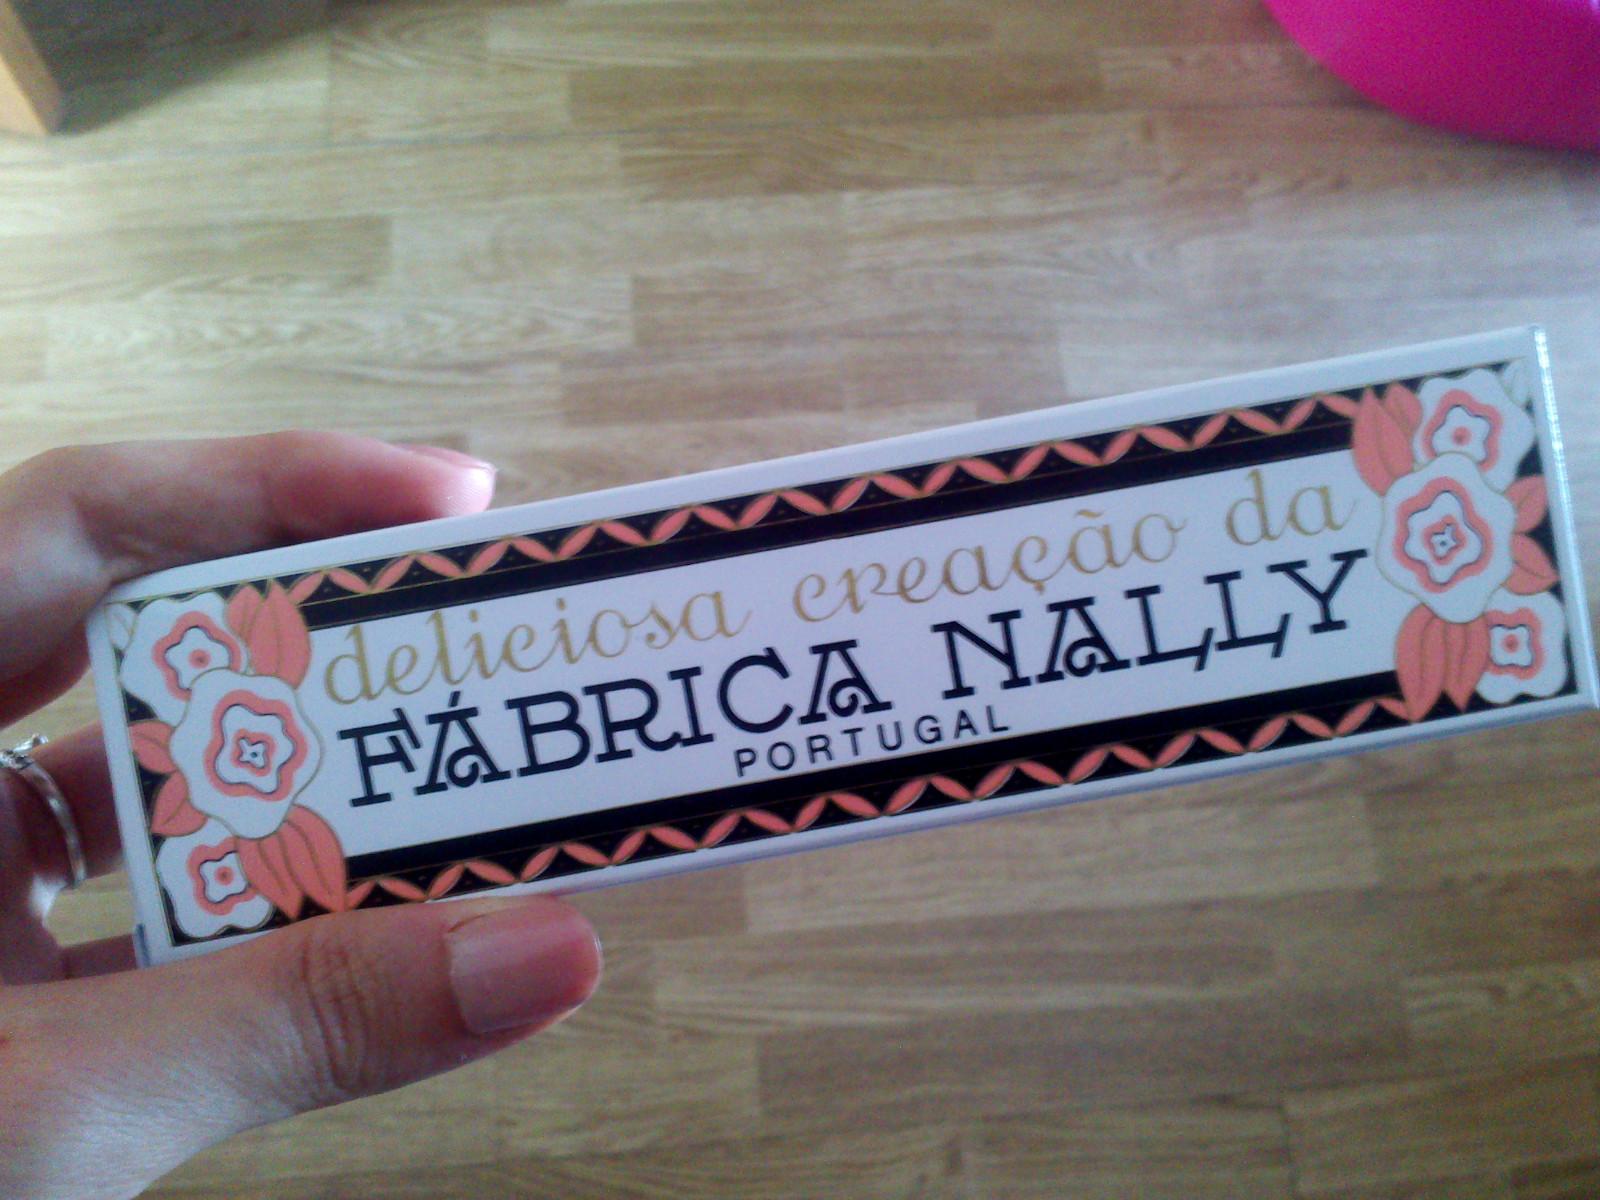 deliciosa creação da
FÁBRICA NALLY
PORTUGAL